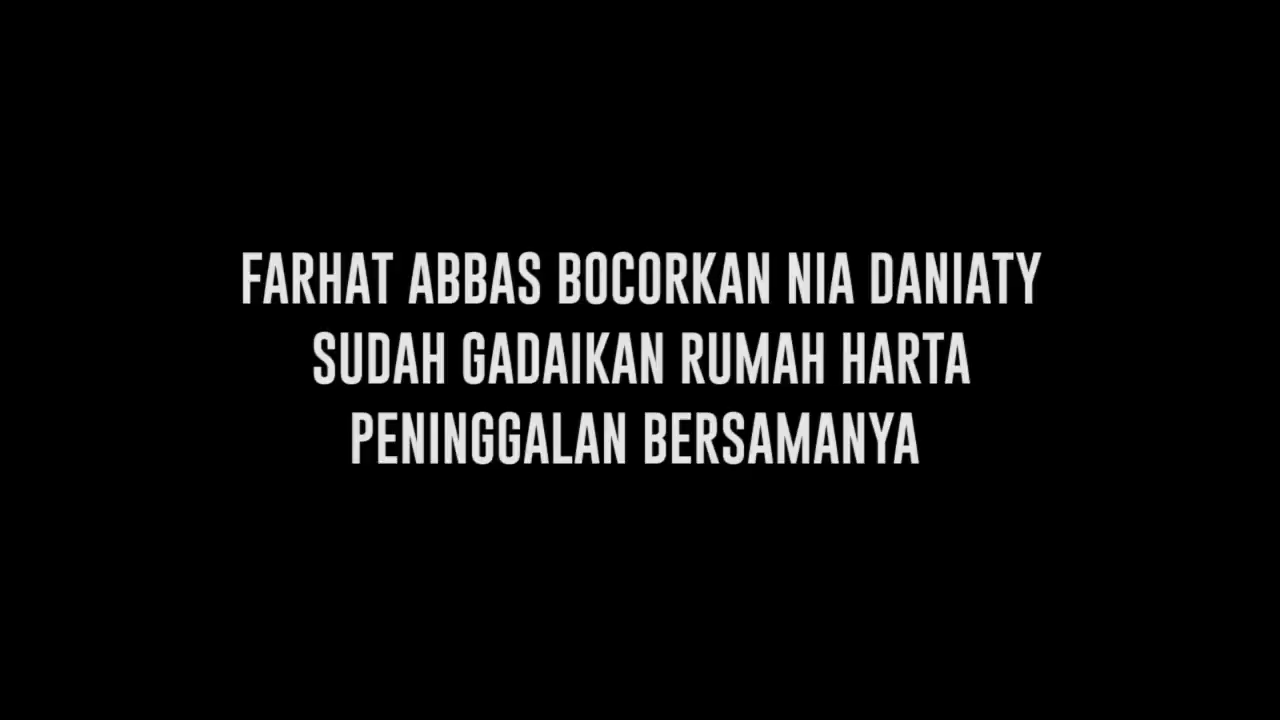 FARHAT ABBAS BOCORKAN NIA DANIATY
SUDAH GADAIKAN RUMAH HARTA
PENINGGALAN BERSAMANYA